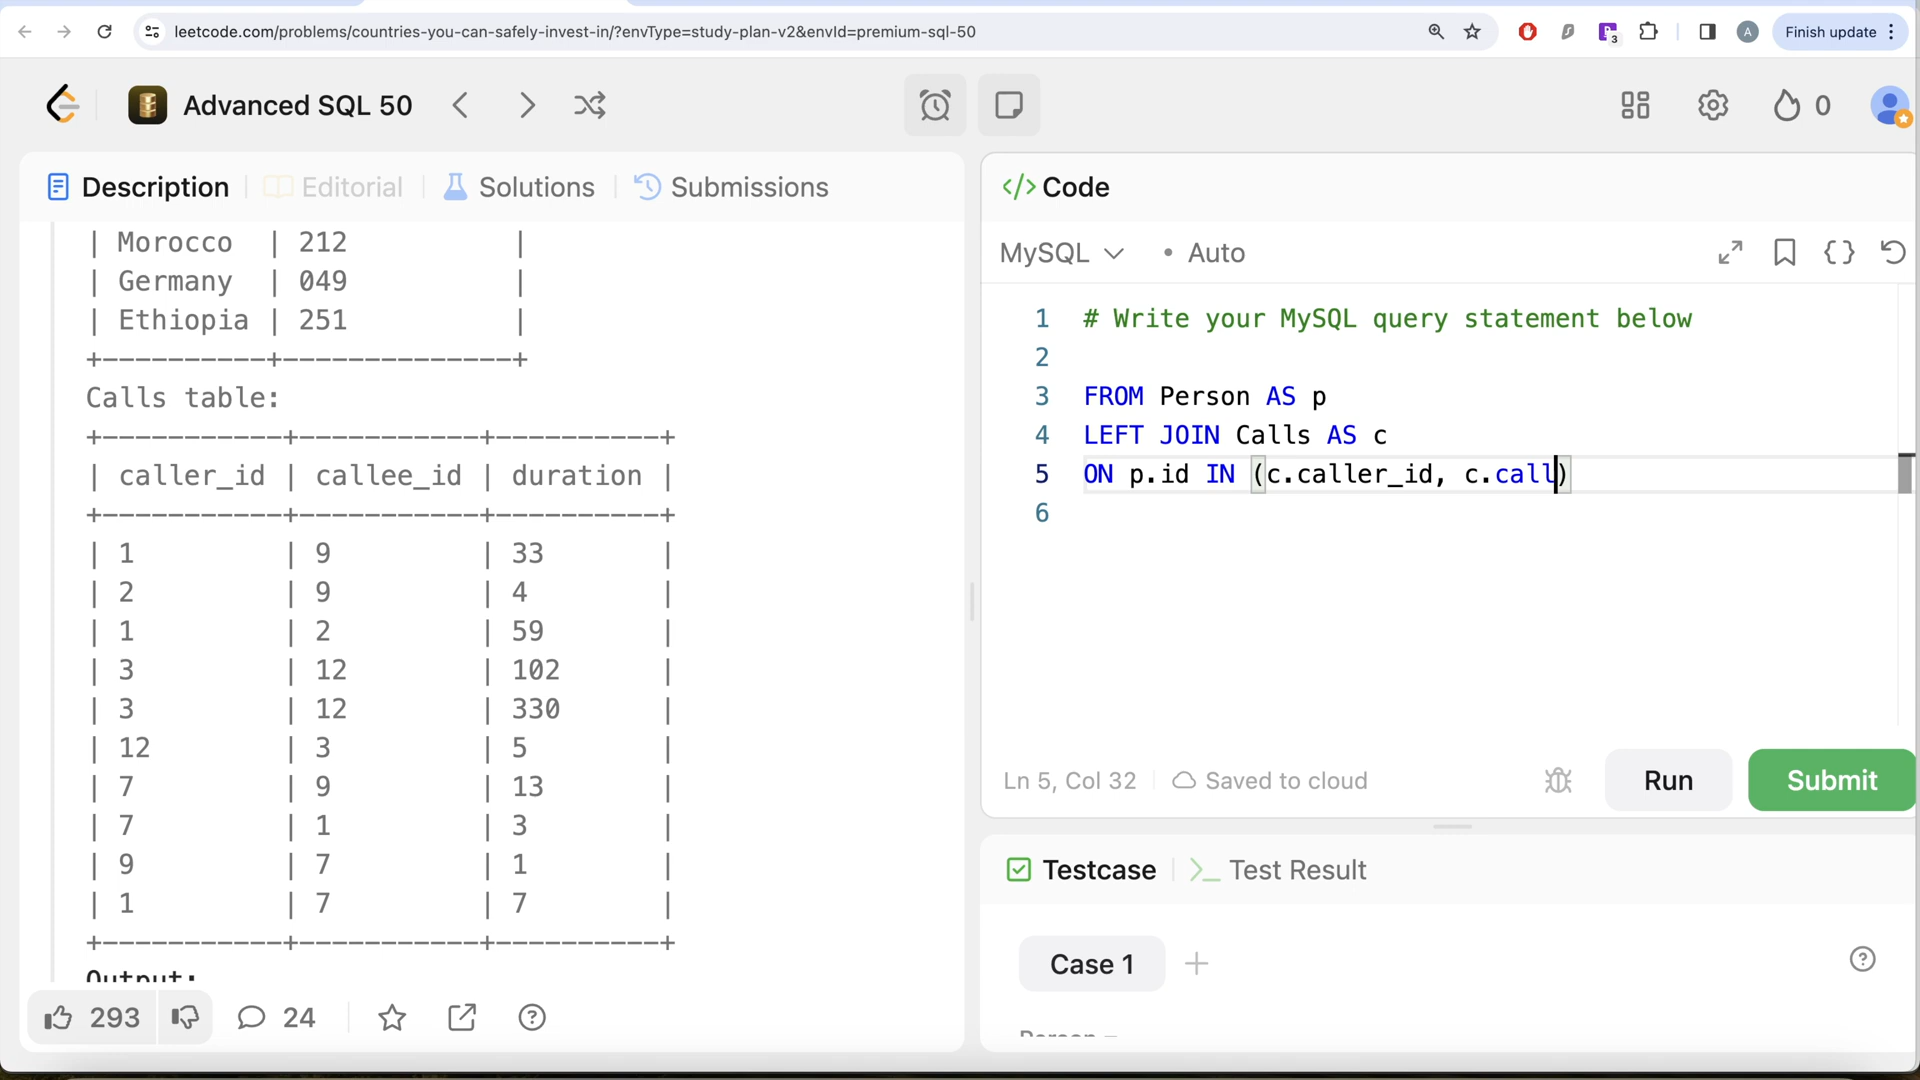 leetcode.com/problems/countries-you-can-safely-invest-in/?envType=study-plan-v2&envId=premium-sql-50
3
A
Finish update
Advanced SQL 50
0
Description
Editorial
Solutions
Submissions
| Morocco | 212 |
| Germany | 049 |
| Ethiopia | 251 |
+----------+--------------+
Calls table:
+-----------+-----------+----------+
| caller_id | callee_id | duration |
+-----------+-----------+----------+
| 1 | 9 | 33 |
| 2 | 9 | 4 |
| 1 | 2 | 59 |
| 3 | 12 | 102 |
| 3 | 12 | 330 |
| 12 | 3 | 5 |
| 7 | 9 | 13 |
| 7 | 1 | 3 |
| 9 | 7 | 1 |
| 1 | 7 | 7 |
+-----------+-----------+----------+
Output:
293
24
</> Code
MySQL • Auto
1 # Write your MySQL query statement below
2
3 FROM Person AS p
4 LEFT JOIN Calls AS c
5 ON p.id IN (c.caller_id, c.call)
6
Ln 5, Col 32
Saved to cloud
Run
Submit
Testcase
Test Result
Case 1
Person =